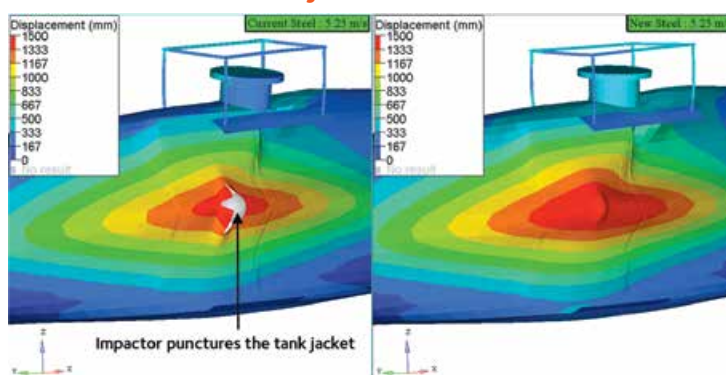 Displacement (mm)
1500
1333
1167
1000
833
667
500
333
167
0
No result
Current Steel : 5.25 m/s
Displacement (mm)
1500
1333
1167
1000
833
667
500
333
167
0
No result
New Steel : 5.25 m/
Impactor punctures the tank jacket
Z
Y
X
Z
Y
X